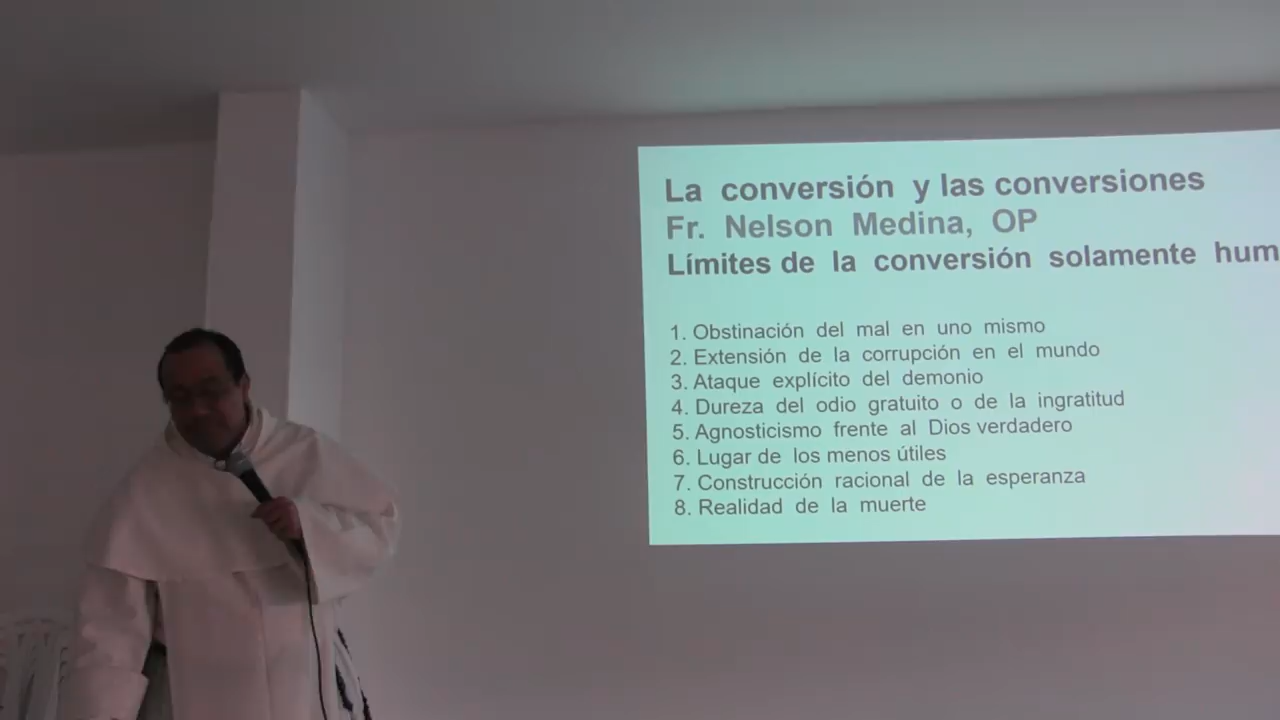 La conversión y las conversiones
Fr. Nelson Medina, OP
Límites de la conversión solamente hum
1. Obstinación del mal en uno mismo
2. Extensión de la corrupción en el mundo
3. Ataque explícito del demonio
4. Dureza del odio gratuito o de la ingratitud
5. Agnosticismo frente al Dios verdadero
6. Lugar de los menos útiles
7. Construcción racional de la esperanza
8. Realidad de la muerte